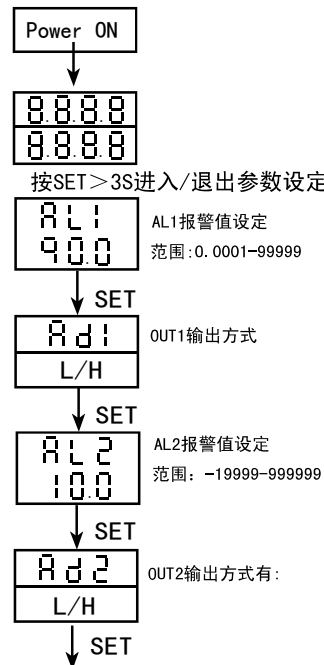 Power ON
8.8.8.8
8.8.8.8
按SET＞3S进入/退出参数设定
AL1
90.0
AL1报警值设定
范围:0.0001-99999
SET
Ad1
L/H
OUT1输出方式
SET
AL2
10.0
AL2报警值设定
范围: -19999-999999
SET
Ad2
L/H
OUT2输出方式有:
SET